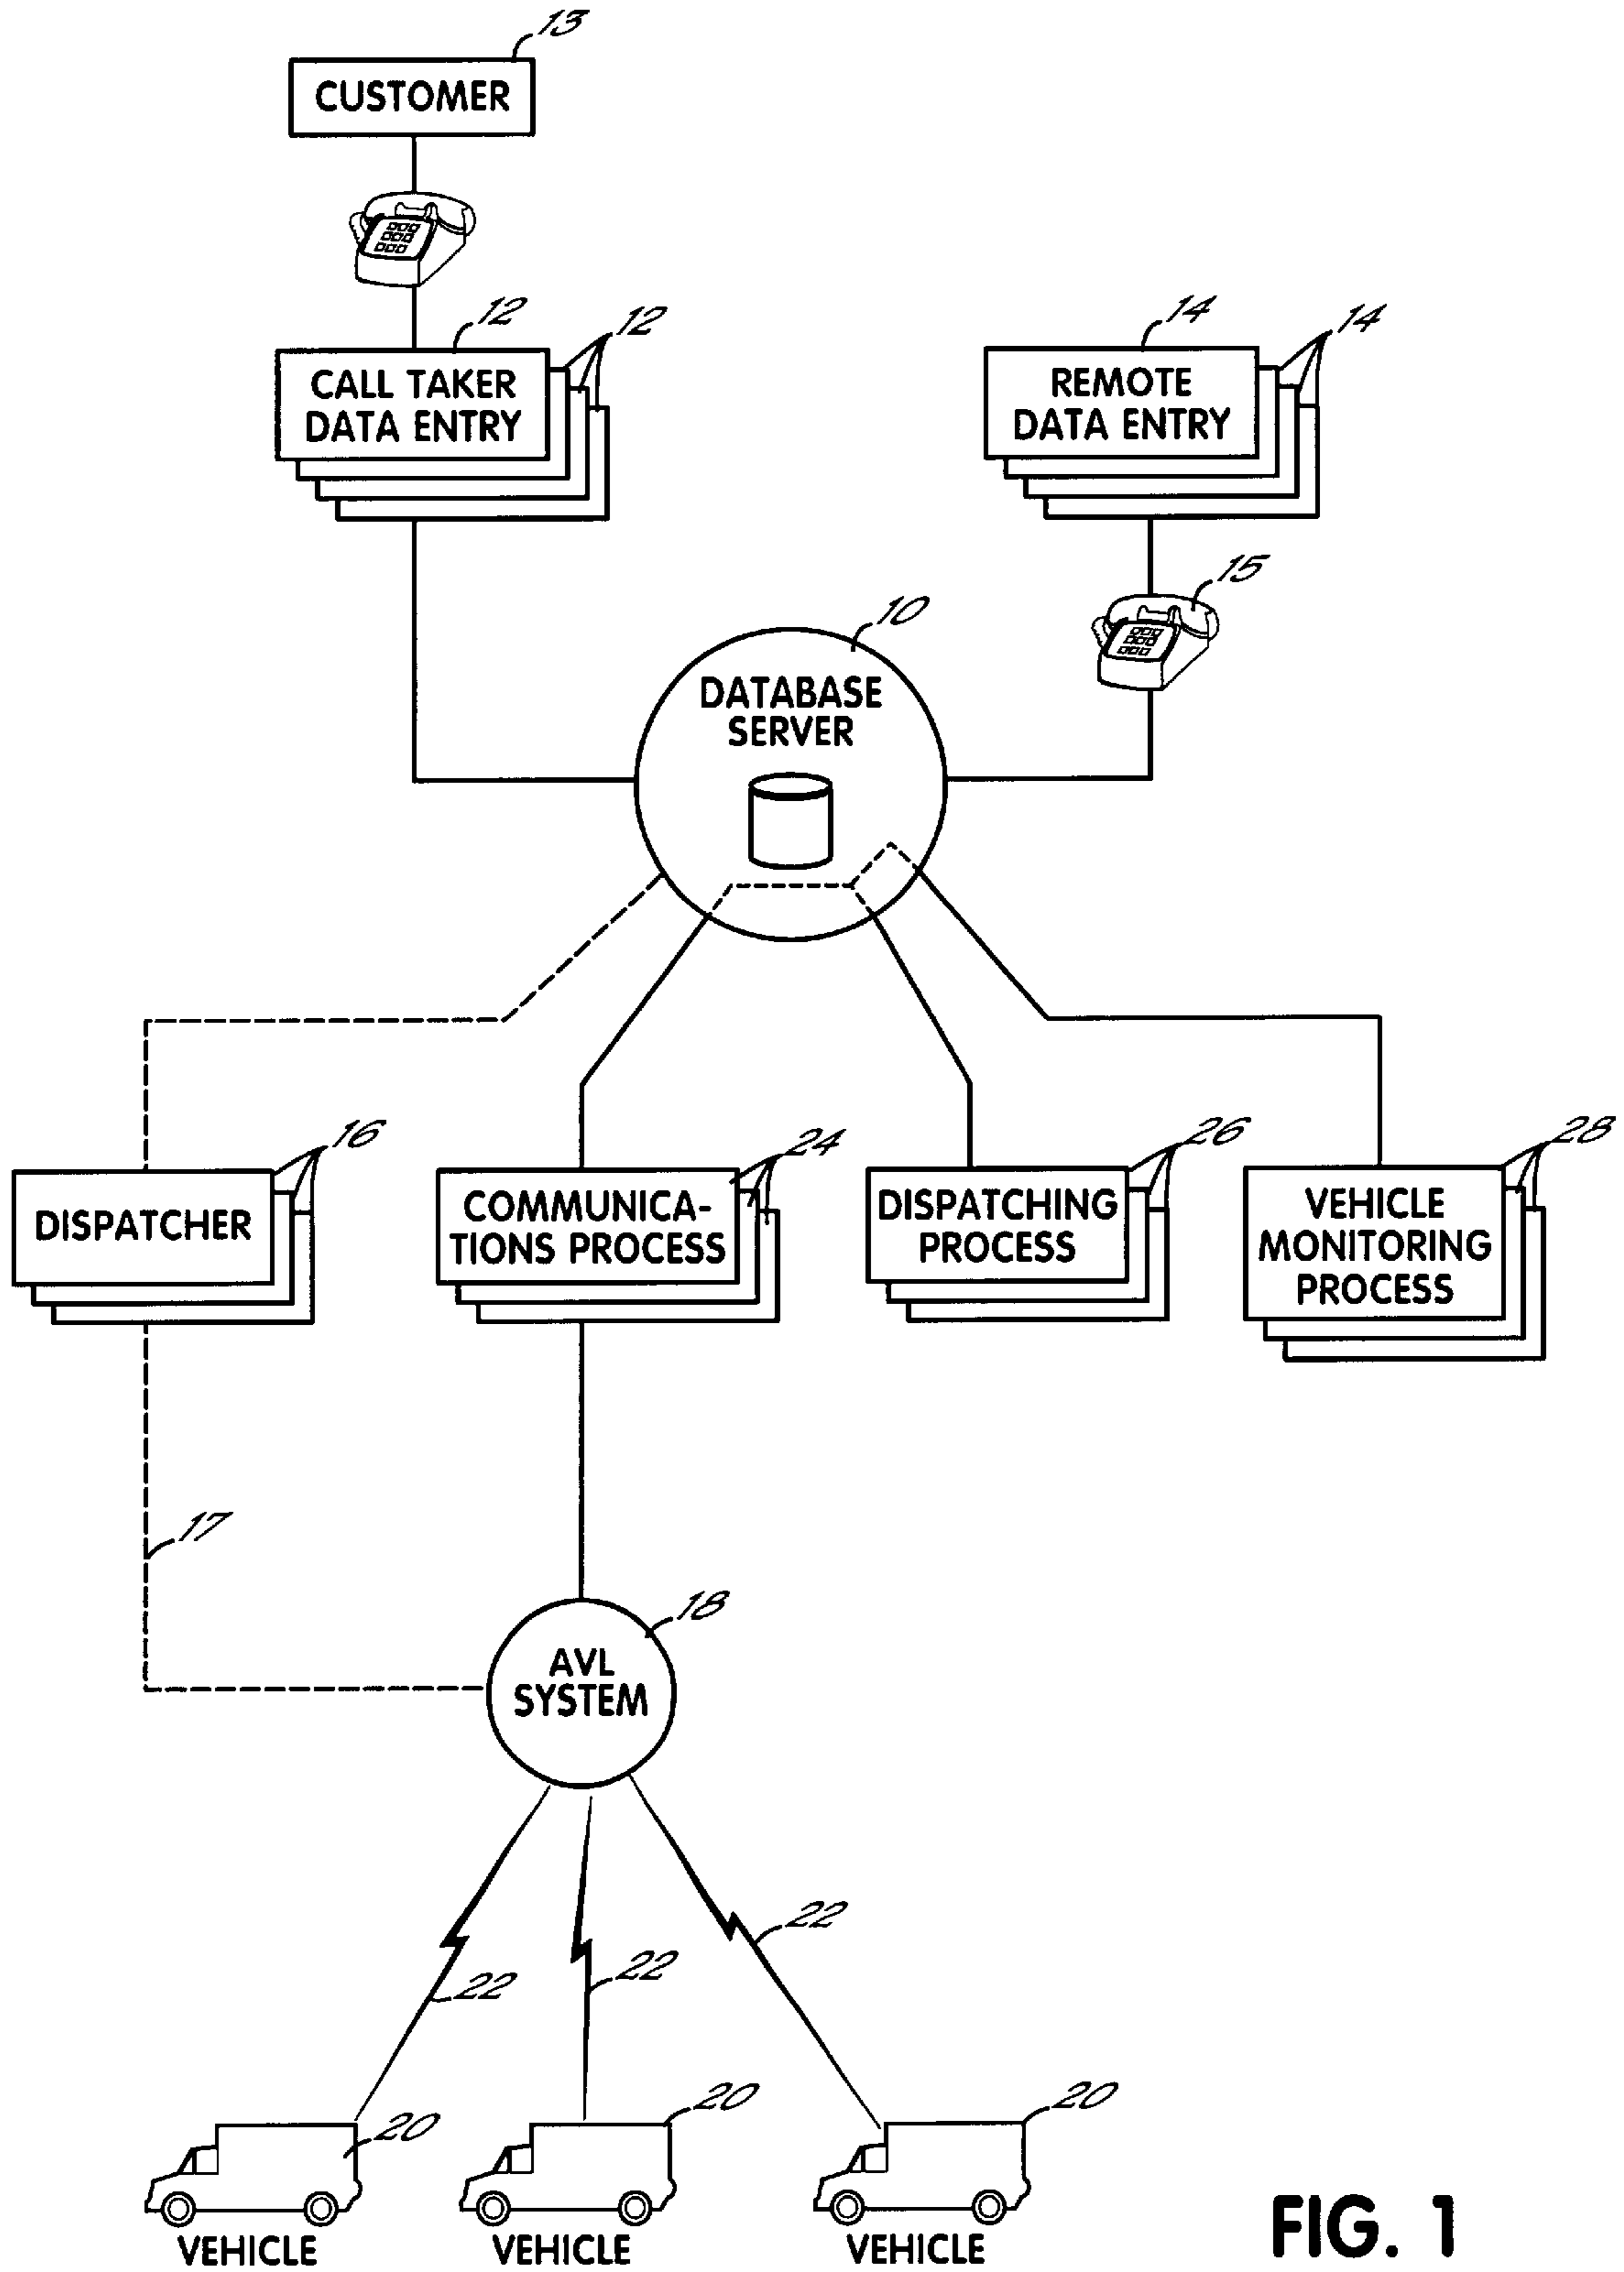 13
CUSTOMER
12
12
CALL TAKER
DATA ENTRY
14
14
REMOTE
DATA ENTRY
15
10
DATABASE
SERVER
16
DISPATCHER
24
COMMUNICA-
TIONS PROCESS
26
DISPATCHING
PROCESS
28
VEHICLE
MONITORING
PROCESS
17
18
AVL
SYSTEM
22
22
22
20
VEHICLE
20
VEHICLE
20
VEHICLE
FIG. 1